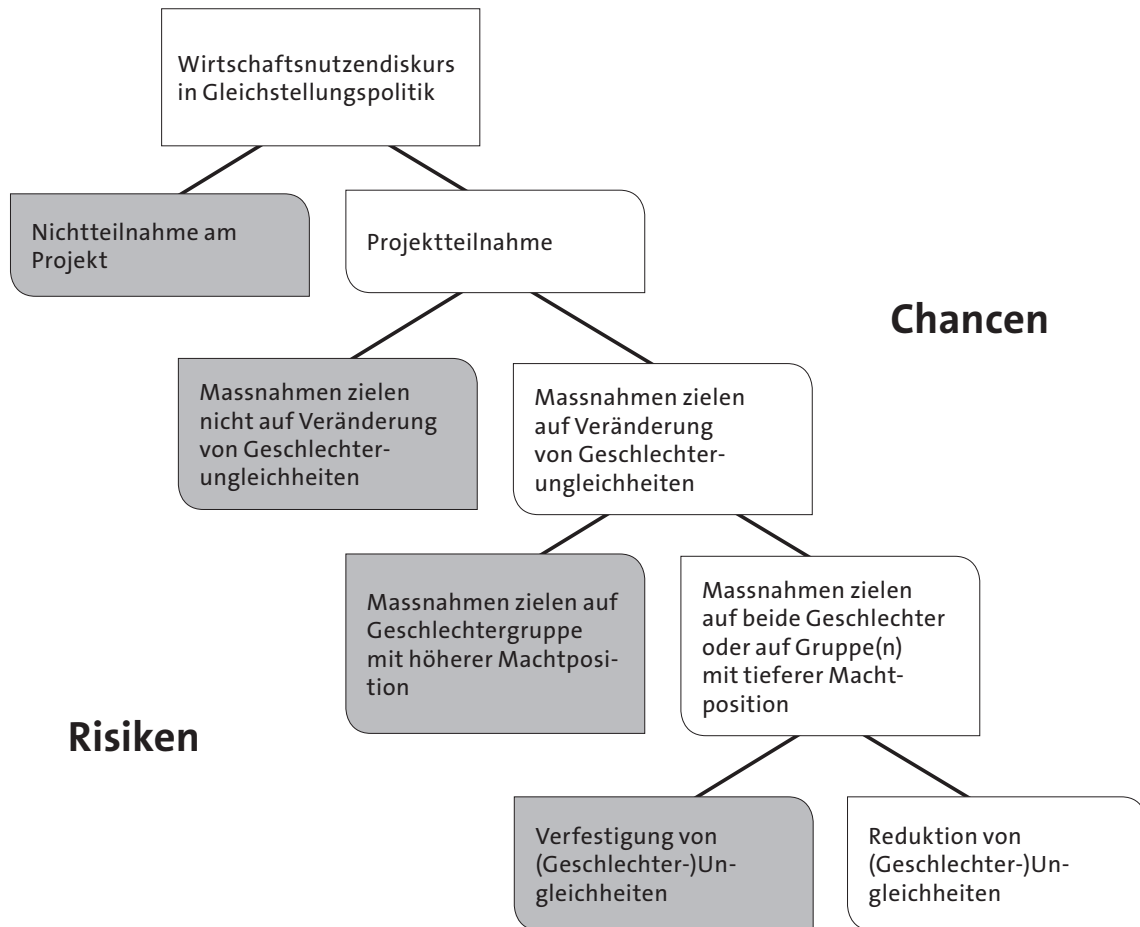 Wirtschaftsnutzendiskurs
in Gleichstellungspolitik
Nichtteilnahme am
Projekt
Projektteilnahme
Chancen
Massnahmen zielen
nicht auf Veränderung
von Geschlechter-
ungleichheiten
Massnahmen zielen
auf Veränderung
von Geschlechter-
ungleichheiten
Massnahmen zielen auf
Geschlechtergruppe
mit höherer Machtposi-
tion
Massnahmen zielen
auf beide Geschlechter
oder auf Gruppe(n)
mit tieferer Macht-
position
Risiken
Verfestigung von
(Geschlechter-)Un-
gleichheiten
Reduktion von
(Geschlechter-)Un-
gleichheiten